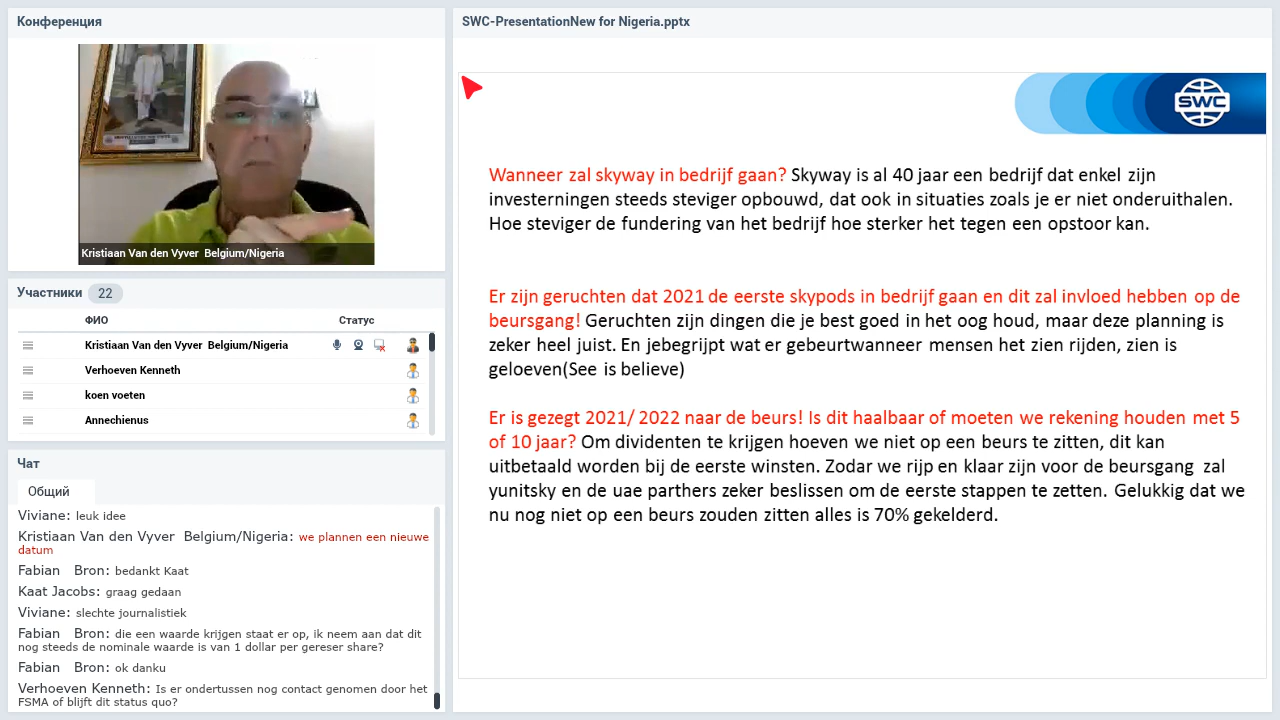 Конференция
Kristiaan Van den Vyver  Belgium/Nigeria
Участники 22
ФИО Статус
Kristiaan Van den Vyver  Belgium/Nigeria
Verhoeven Kenneth
koen voeten
Annechienus
Чат
Общий
Viviane: leuk idee
Kristiaan Van den Vyver  Belgium/Nigeria: we plannen een nieuwe
datum
Fabian   Bron: bedankt Kaat
Kaat Jacobs: graag gedaan
Viviane: slechte journalistiek
Fabian   Bron: die een waarde krijgen staat er op, ik neem aan dat dit
nog steeds de nominale waarde is van 1 dollar per gereser share?
Fabian   Bron: ok danku
Verhoeven Kenneth: Is er ondertussen nog contact genomen door het
FSMA of blijft dit status quo?
SWC-PresentationNew for Nigeria.pptx
SWC
Wanneer zal skyway in bedrijf gaan? Skyway is al 40 jaar een bedrijf dat enkel zijn
investerningen steeds steviger opbouwd, dat ook in situaties zoals je er niet onderuithalen.
Hoe steviger de fundering van het bedrijf hoe sterker het tegen een opstoor kan.
Er zijn geruchten dat 2021 de eerste skypods in bedrijf gaan en dit zal invloed hebben op de
beursgang! Geruchten zijn dingen die je best goed in het oog houd, maar deze planning is
zeker heel juist. En jebegrijpt wat er gebeurtwanneer mensen het zien rijden, zien is
geloeven(See is believe)
Er is gezegt 2021/ 2022 naar de beurs! Is dit haalbaar of moeten we rekening houden met 5
of 10 jaar? Om dividenten te krijgen hoeven we niet op een beurs te zitten, dit kan
uitbetaald worden bij de eerste winsten. Zodar we rijp en klaar zijn voor de beursgang  zal
yunitsky en de uae parthers zeker beslissen om de eerste stappen te zetten. Gelukkig dat we
nu nog niet op een beurs zouden zitten alles is 70% gekelderd.